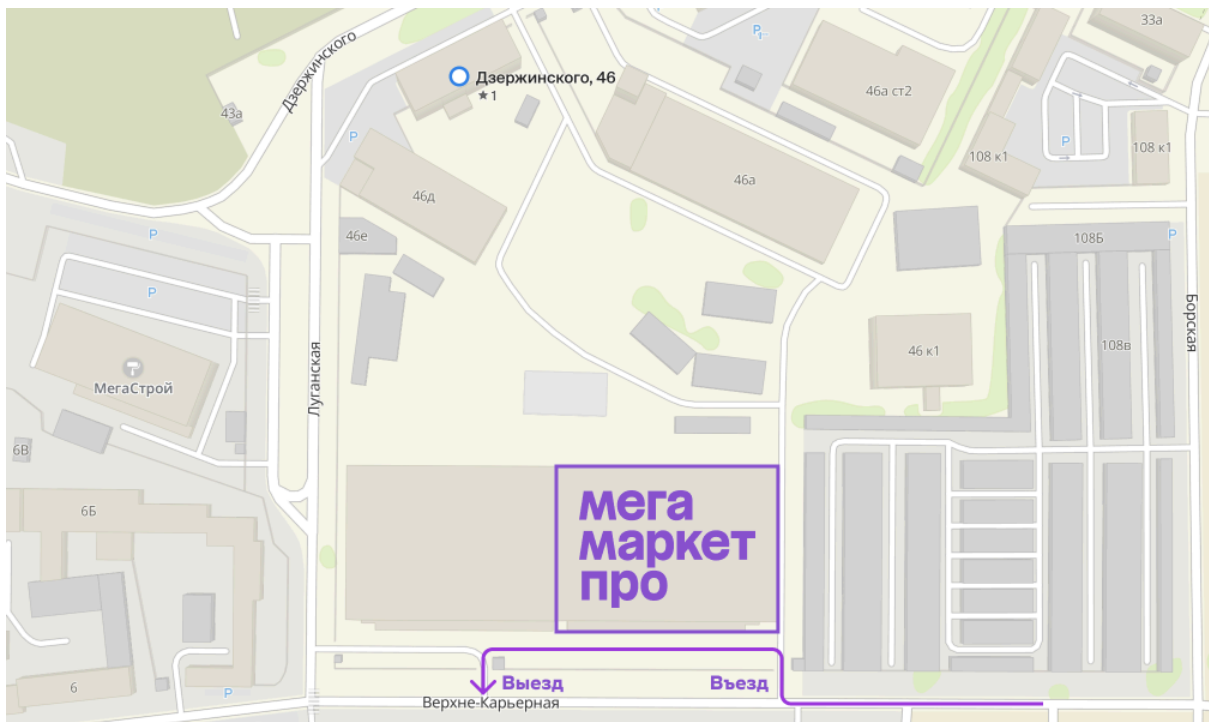 33а
P
Дзержинского
Дзержинского, 46
★1
46а ст2
43а
P
P
108 к1
108 к1
46а
46д
46е
P
108Б
P
P
Борская
46 к1
108в
МегаСтрой
Луганская
6В
6Б
мега
маркет
про
Выезд
Въезд
6
P
Верхне-Карьерная